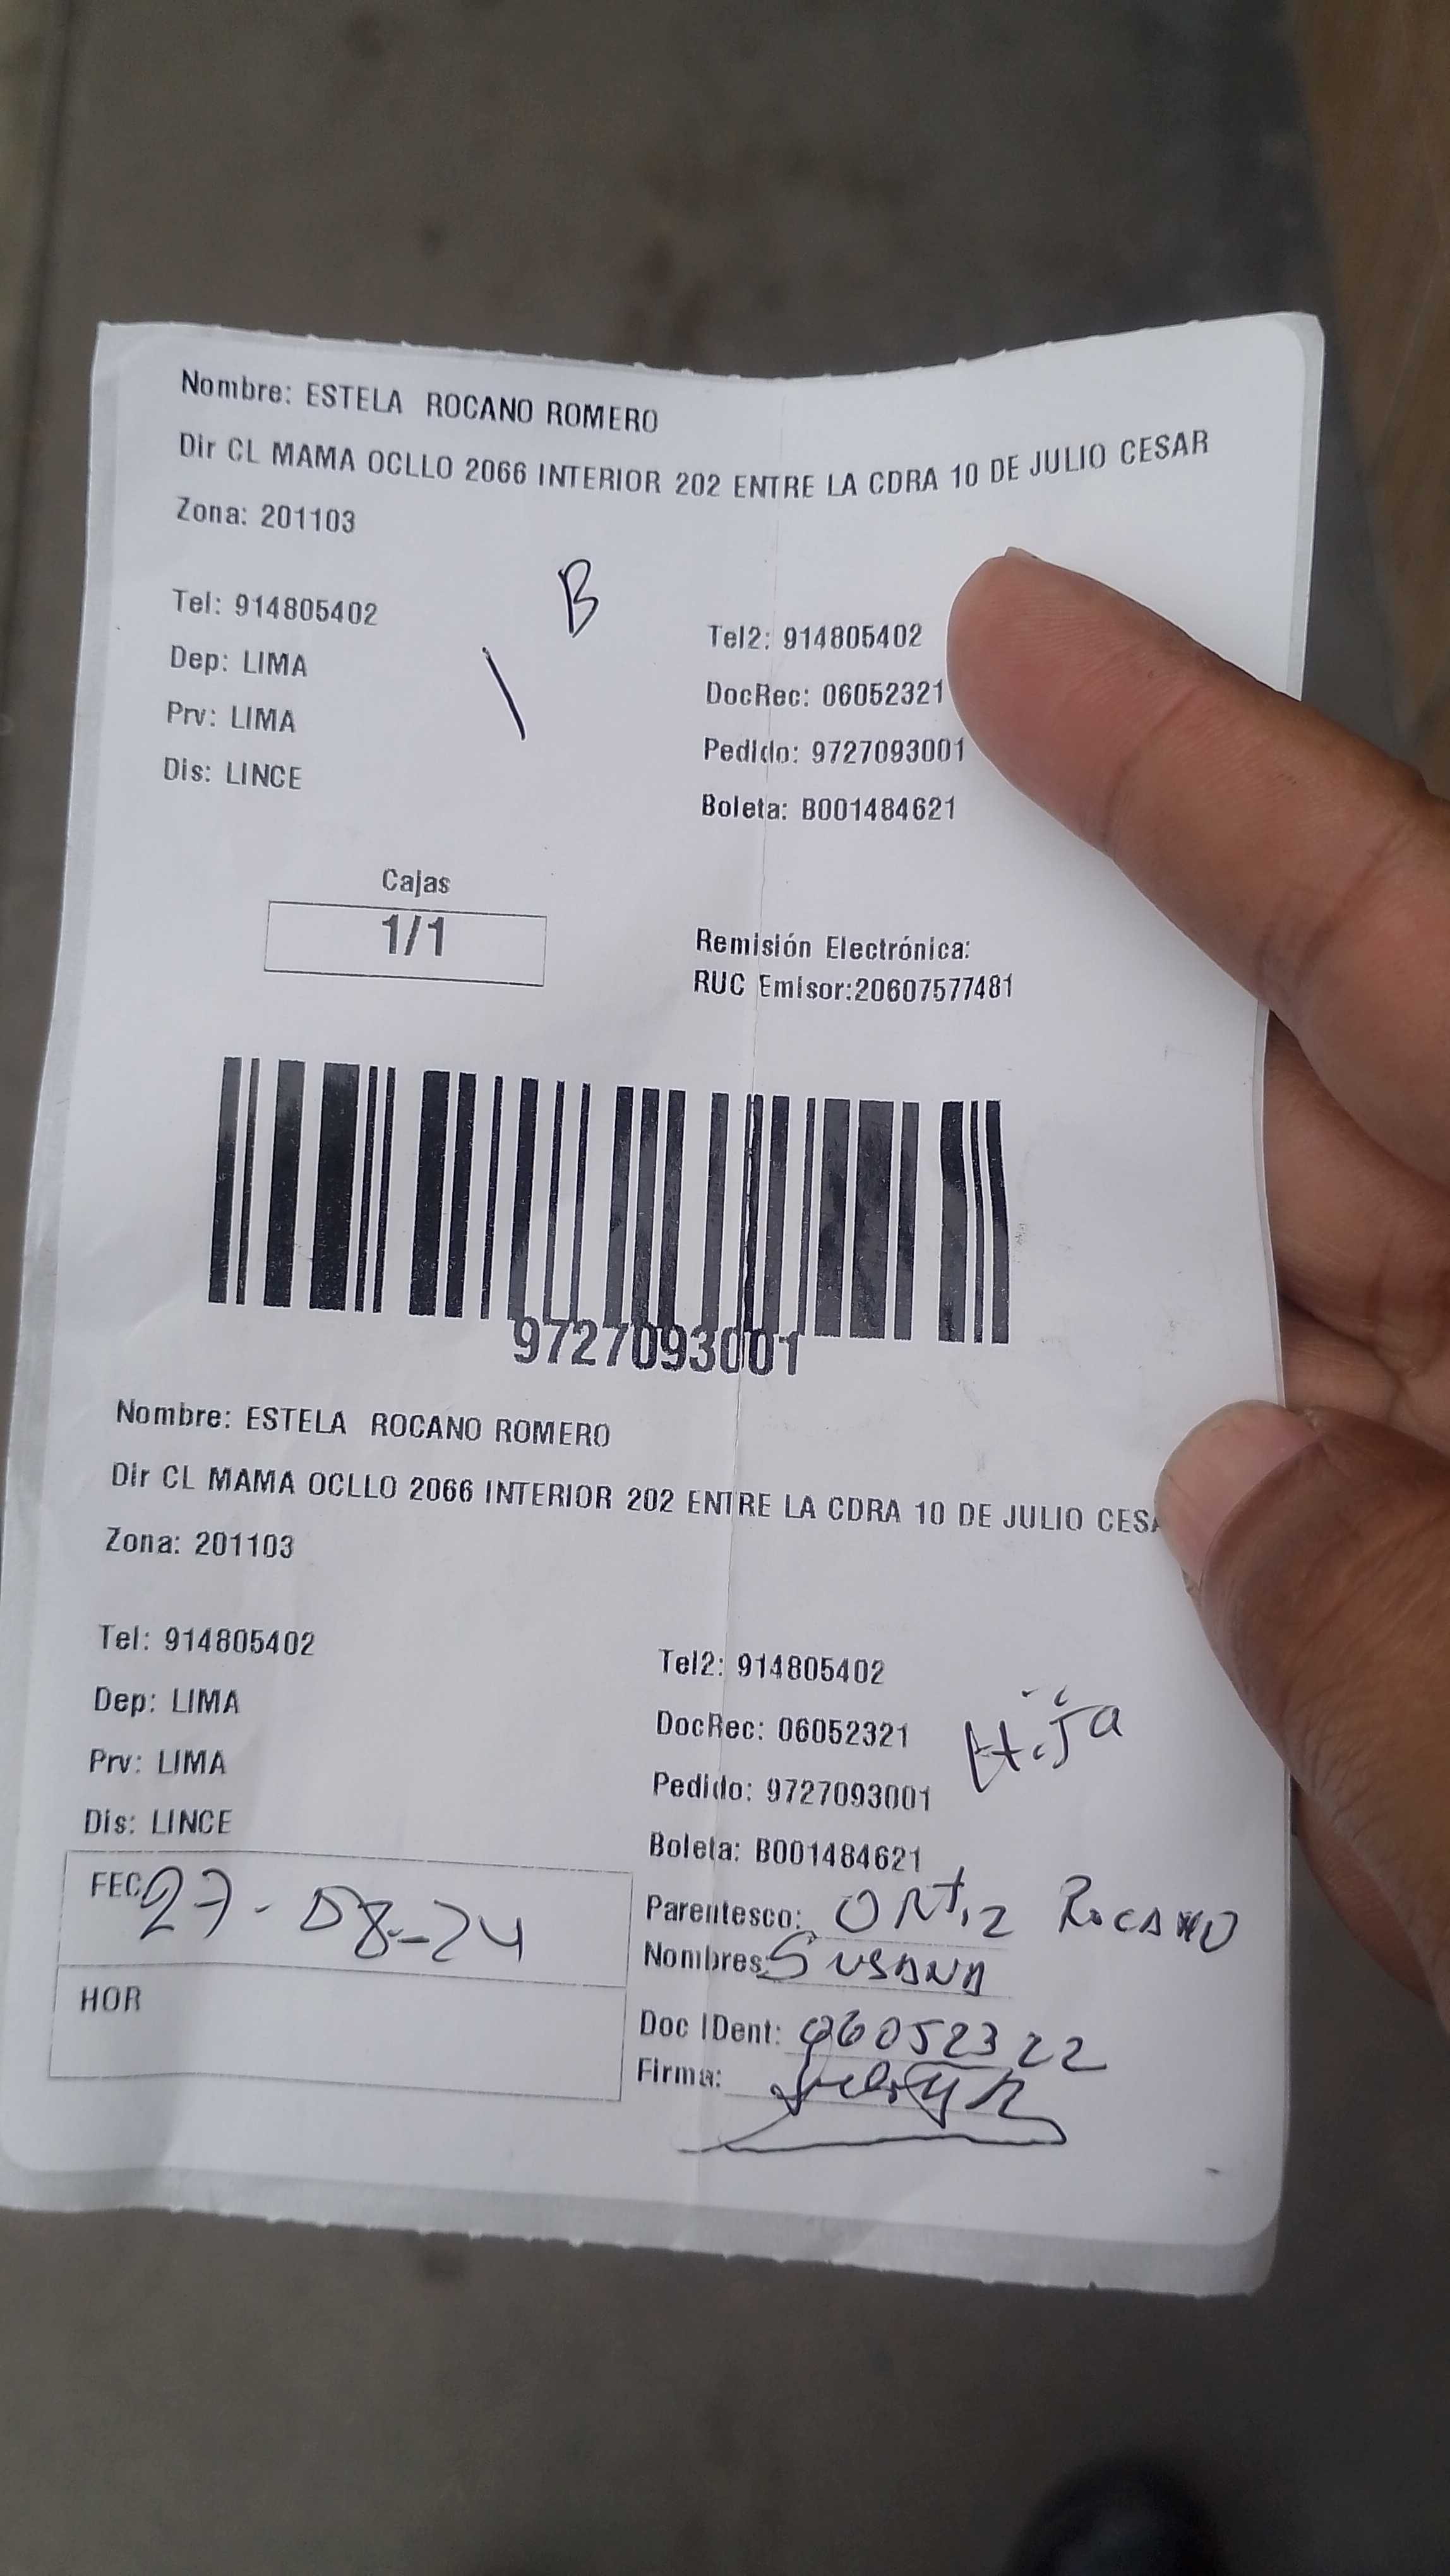 Nombre: ESTELA ROCANO ROMERO
Dir CL MAMA OCLLO 2066 INTERIOR 202 ENTRE LA CDRA 10 DE JULIO CESAR
Zona: 201103
B
Tel: 914805402
Tel2: 914805402
Dep: LIMA
DocRec: 06052321
Prv: LIMA
Pedido: 9727093001
Dis: LINCE
Boleta: B001484621
Cajas
1/1
Remisión Electrónica:
RUC Emisor:20607577481
9727093001
Nombre: ESTELA ROCANO ROMERO
Dir CL MAMA OCLLO 2066 INTERIOR 202 ENTRE LA CDRA 10 DE JULIO CESA
Zona: 201103
Tel: 914805402
Tel2: 914805402
Dep: LIMA
DocRec: 06052321
Hija
Prv: LIMA
Pedido: 9727093001
Dis: LINCE
Boleta: B001484621
FEC 27-08-24
Parentesco: ORTiz ROCANO
Nombres SUSANA
HOR
Doc IDent: 06052322
Firma: